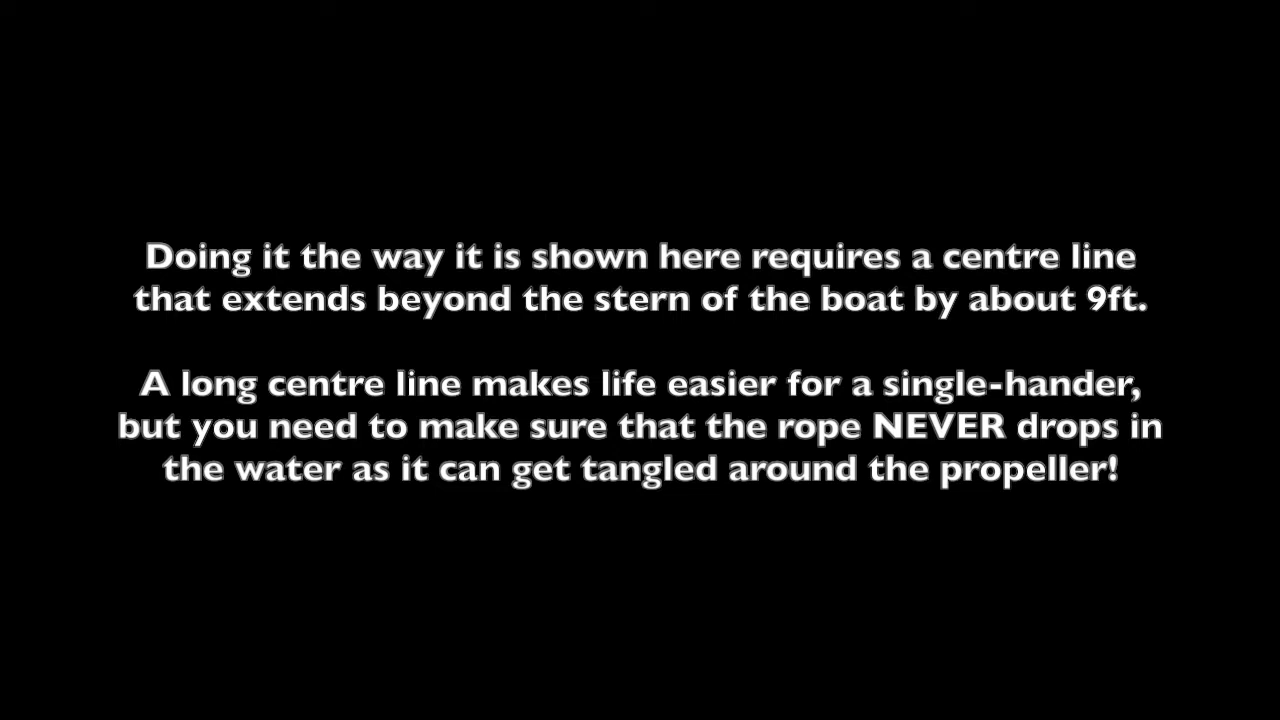 Doing it the way it is shown here requires a centre line
that extends beyond the stern of the boat by about 9ft.
A long centre line makes life easier for a single-hander,
but you need to make sure that the rope NEVER drops in
the water as it can get tangled around the propeller!